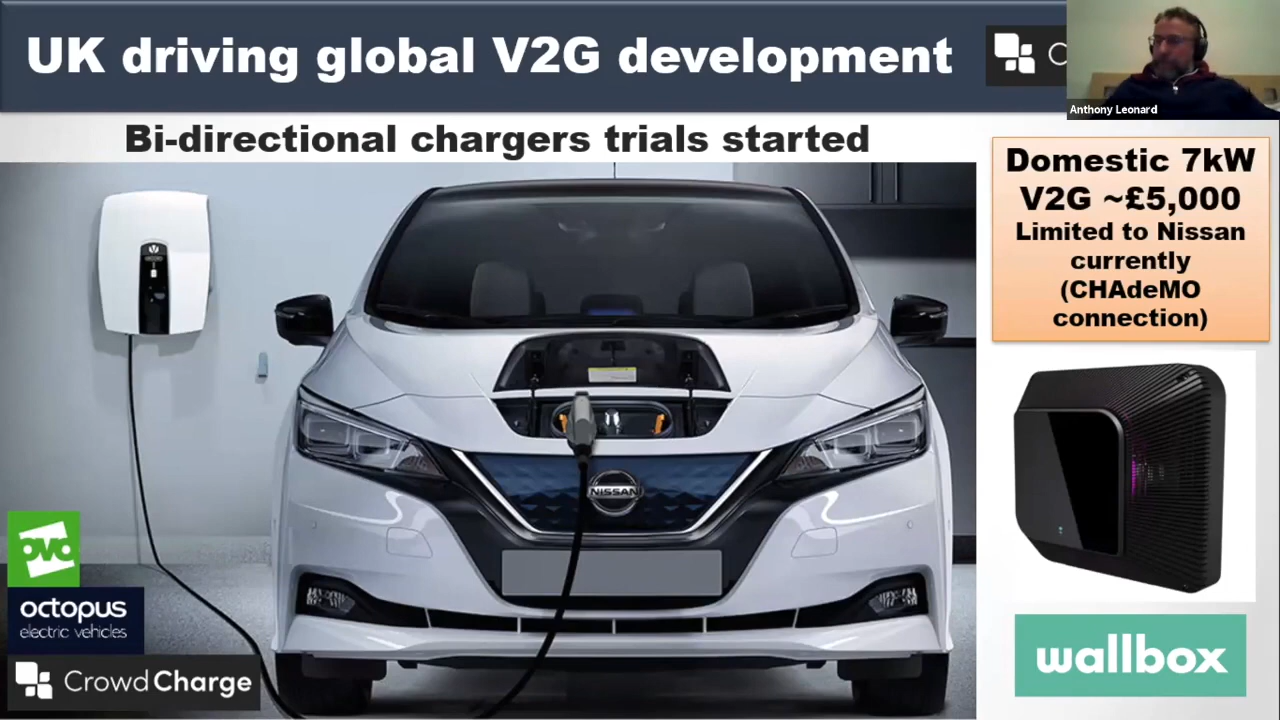 UK driving global V2G development
C
Anthony Leonard
Bi-directional chargers trials started
Domestic 7kW
V2G ~£5,000
Limited to Nissan
currently
(CHAdeMO
connection)
NISSAN
ovo
octopus
electric vehicles
CrowdCharge
wallbox